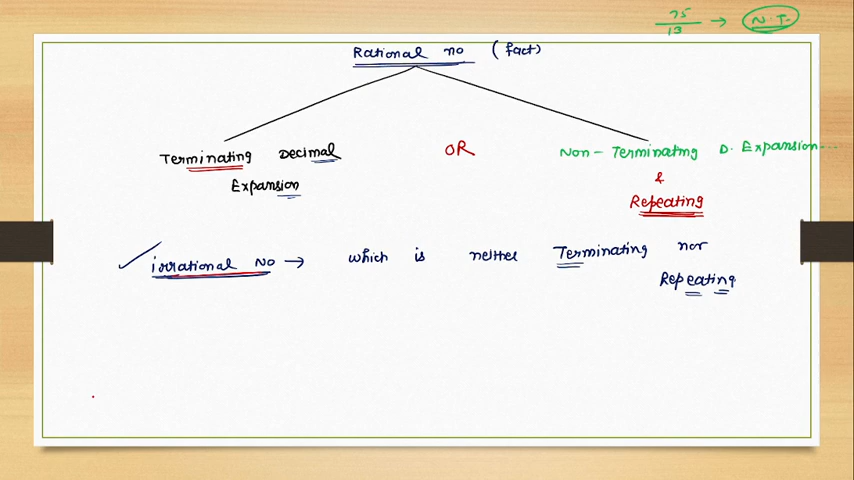 75/13 → N.T.
Rational no (fact)
Terminating Decimal OR Non-Terminating D. Expansion...
Expansion & 
Repeating
irrational No → which is neither Terminating nor
Repeating